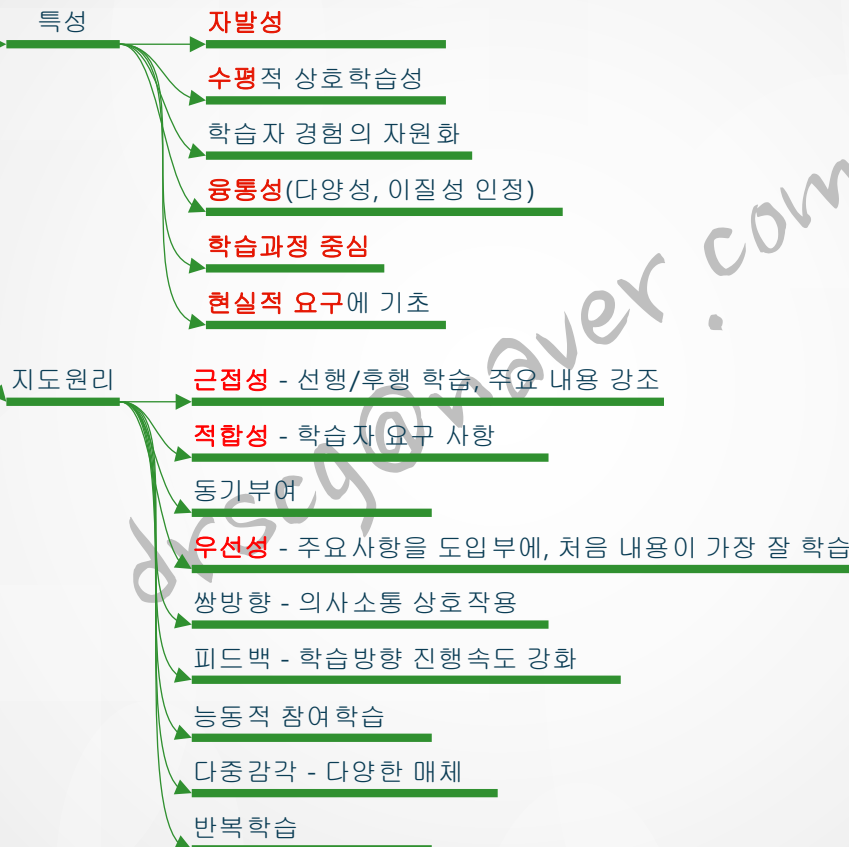 특성
자발성
수평적 상호학습성
학습자 경험의 자원화
융통성(다양성, 이질성 인정)
학습과정 중심
현실적 요구에 기초
지도원리
근접성 - 선행/후행 학습, 주요 내용 강조
적합성 - 학습자 요구 사항
동기부여
우선성 - 주요사항을 도입부에, 처음 내용이 가장 잘 학습
쌍방향 - 의사소통 상호작용
피드백 - 학습방향 진행속도 강화
능동적 참여학습
다중감각 - 다양한 매체
반복학습
drscg@naver.com